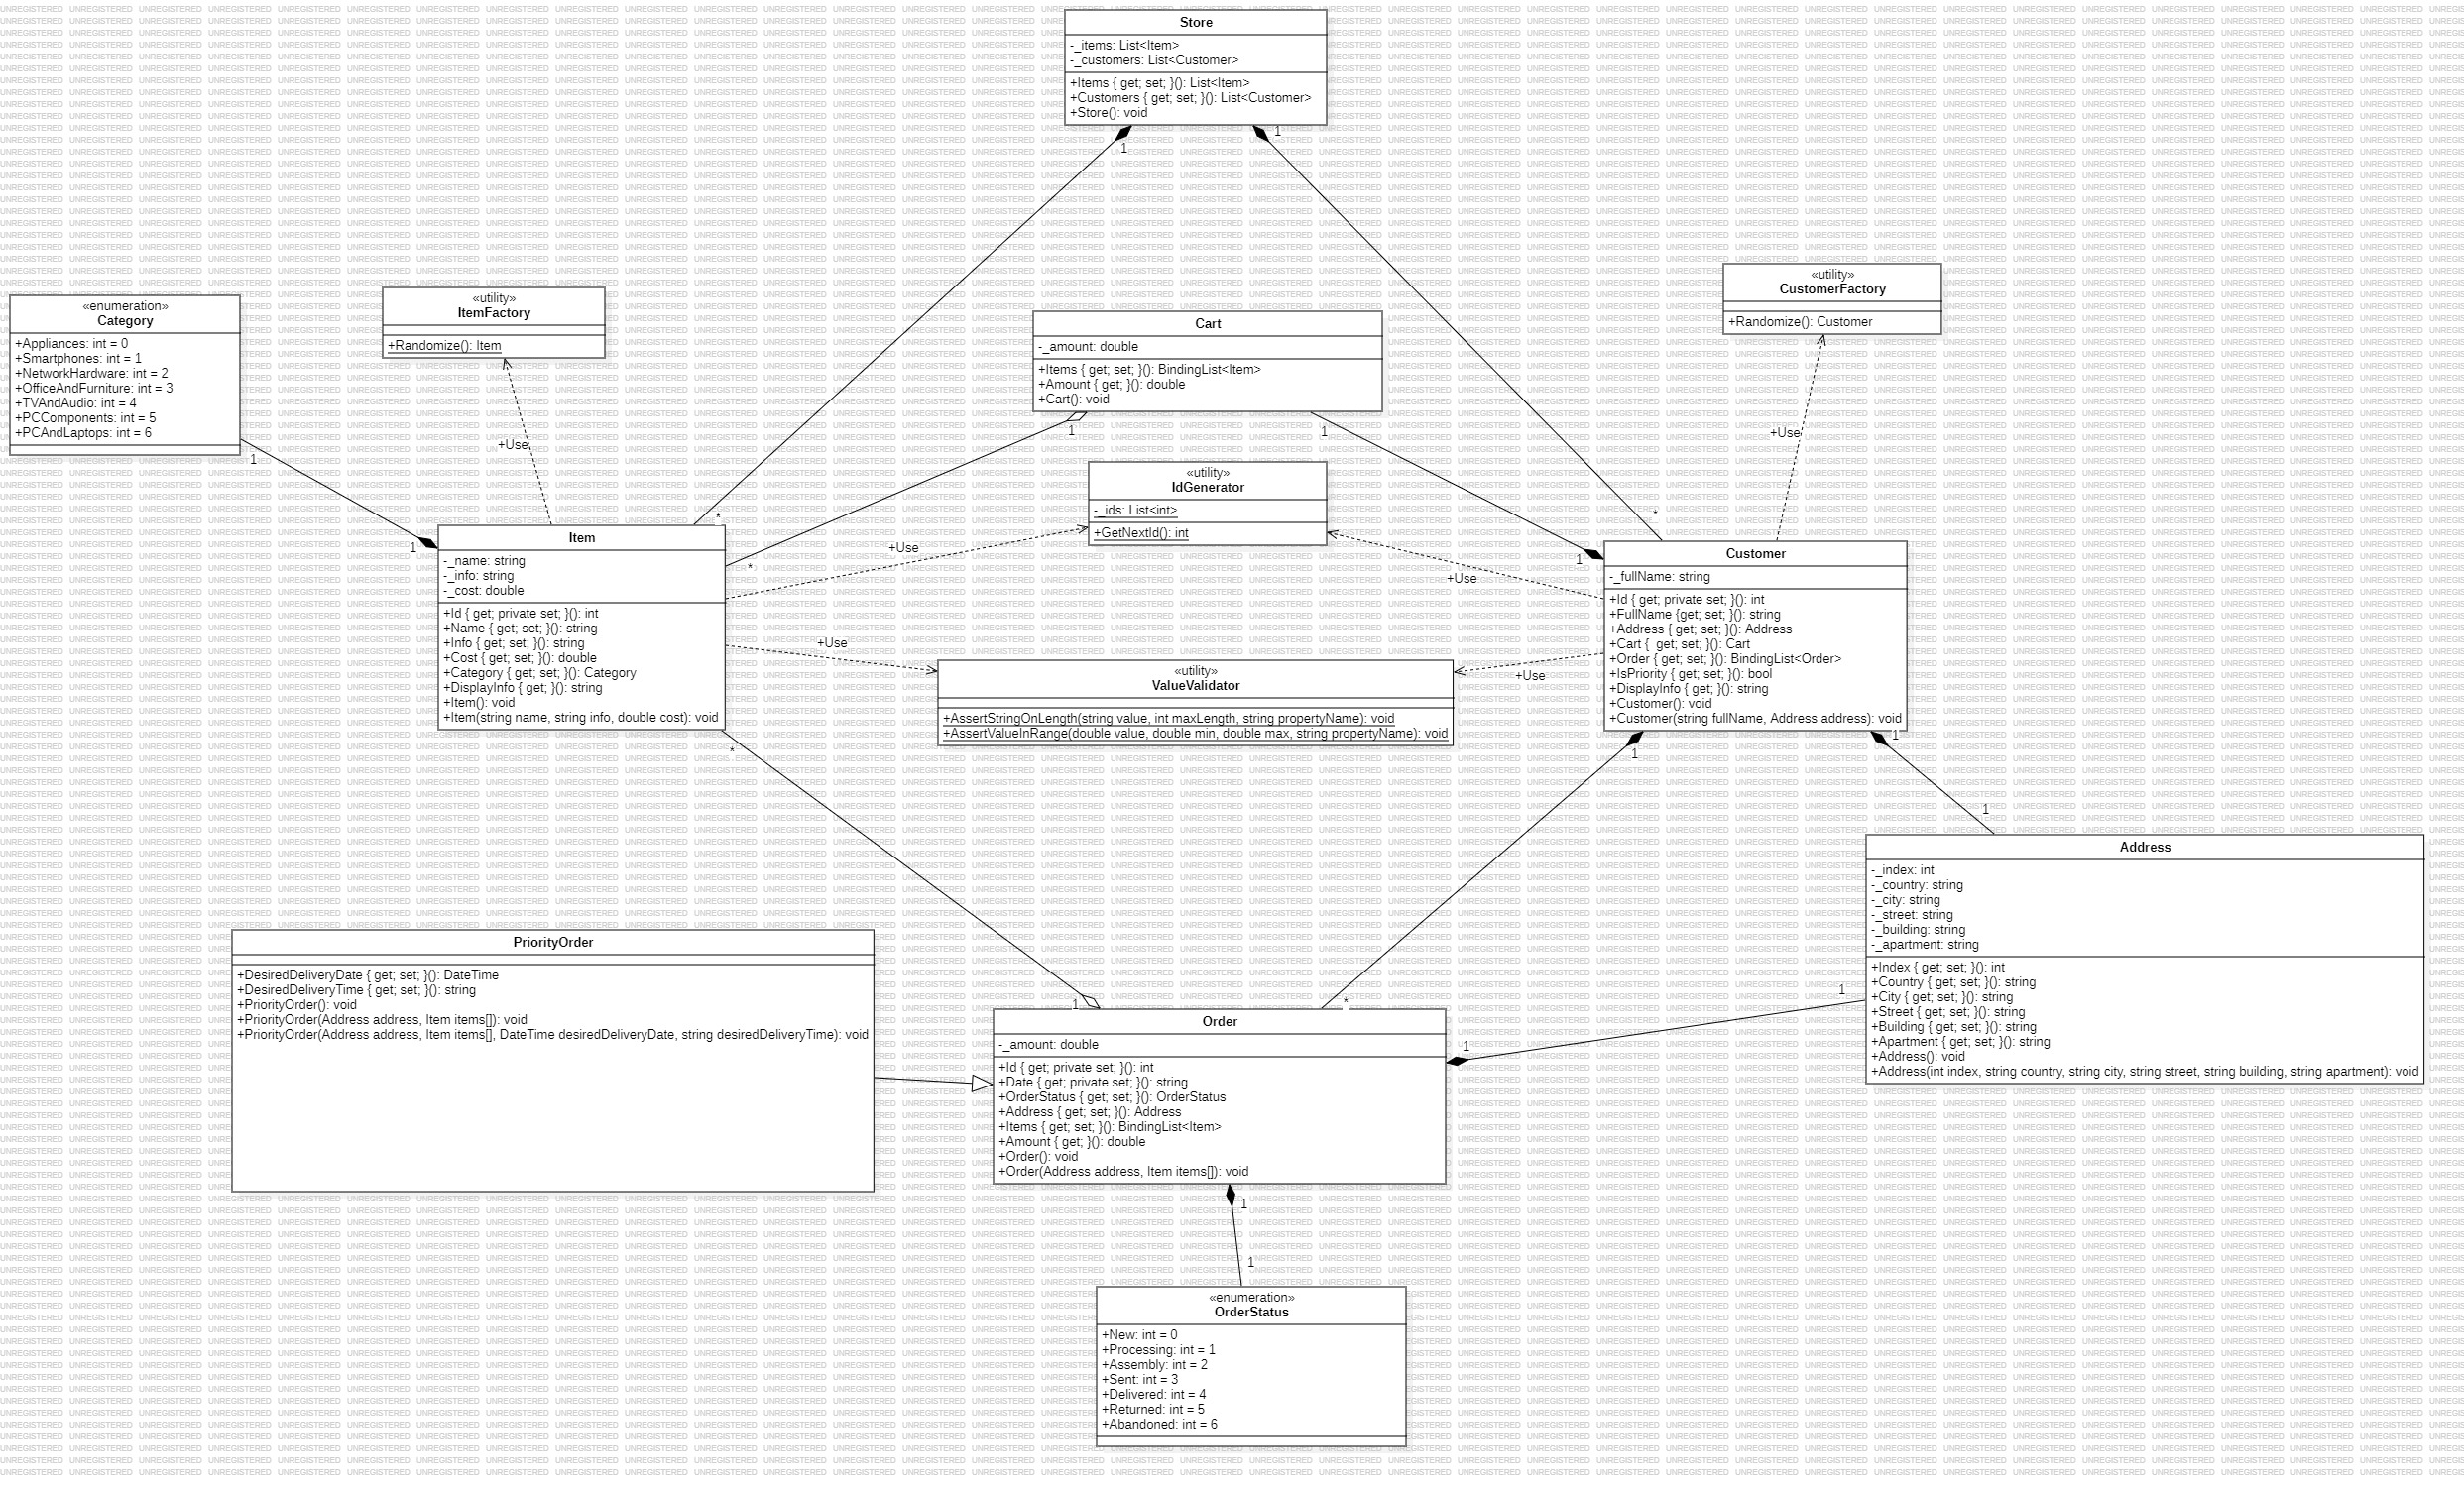 Store
-_items: List<Item>
-_customers: List<Customer>
+Items { get; set; }(): List<Item>
+Customers { get; set; }(): List<Customer>
+Store(): void
1
1
«enumeration»
Category
+Appliances: int = 0
+Smartphones: int = 1
+NetworkHardware: int = 2
+OfficeAndFurniture: int = 3
+TVAndAudio: int = 4
+PCComponents: int = 5
+PCAndLaptops: int = 6
1
«utility»
ItemFactory
+Randomize(): Item
+Use
Cart
-_amount: double
+Items { get; set; }(): BindingList<Item>
+Amount { get; }(): double
+Cart(): void
1
1
«utility»
CustomerFactory
+Randomize(): Customer
+Use
«utility»
IdGenerator
-_ids: List<int>
+GetNextId(): int
+Use
+Use
1
*
*
Item
-_name: string
-_info: string
-_cost: double
+Id { get; private set; }(): int
+Name { get; set; }(): string
+Info { get; set; }(): string
+Cost { get; set; }(): double
+Category { get; set; }(): Category
+DisplayInfo { get; }(): string
+Item(): void
+Item(string name, string info, double cost): void
*
+Use
«utility»
ValueValidator
+AssertStringOnLength(string value, int maxLength, string propertyName): void
+AssertValueInRange(double value, double min, double max, string propertyName): void
+Use
*
1
Customer
-_fullName: string
+Id { get; private set; }(): int
+FullName {get; set; }(): string
+Address { get; set; }(): Address
+Cart {  get; set; }(): Cart
+Order { get; set; }(): BindingList<Order>
+IsPriority { get; set; }(): bool
+DisplayInfo { get; }(): string
+Customer(): void
+Customer(string fullName, Address address): void
1
1
1
Address
-_index: int
-_country: string
-_city: string
-_street: string
-_building: string
-_apartment: string
+Index { get; set; }(): int
+Country { get; set; }(): string
+City { get; set; }(): string
+Street { get; set; }(): string
+Building { get; set; }(): string
+Apartment { get; set; }(): string
+Address(): void
+Address(int index, string country, string city, string street, string building, string apartment): void
1
PriorityOrder
+DesiredDeliveryDate { get; set; }(): DateTime
+DesiredDeliveryTime { get; set; }(): string
+PriorityOrder(): void
+PriorityOrder(Address address, Item items[]): void
+PriorityOrder(Address address, Item items[], DateTime desiredDeliveryDate, string desiredDeliveryTime): void
1
*
1
Order
-_amount: double
+Id { get; private set; }(): int
+Date { get; private set; }(): string
+OrderStatus { get; set; }(): OrderStatus
+Address { get; set; }(): Address
+Items { get; set; }(): BindingList<Item>
+Amount { get; }(): double
+Order(): void
+Order(Address address, Item items[]): void
1
1
«enumeration»
OrderStatus
+New: int = 0
+Processing: int = 1
+Assembly: int = 2
+Sent: int = 3
+Delivered: int = 4
+Returned: int = 5
+Abandoned: int = 6
UNREGISTERED